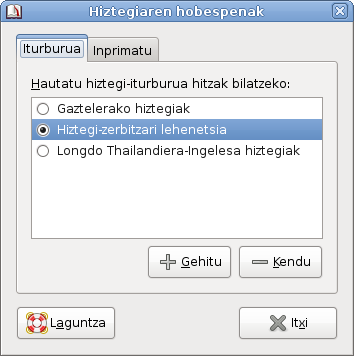 Hiztegiaren hobespenak
Iturburua
Inprimatu
Hautatu hiztegi-iturburua hitzak bilatzeko:
Gaztelerako hiztegiak
Hiztegi-zerbitzari lehenetsia
Longdo Thailandiera-Ingelesa hiztegiak
Gehitu
Kendu
Laguntza
Itxi